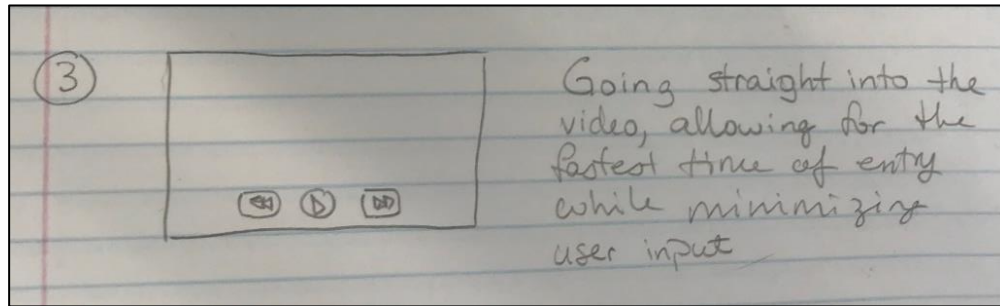 3
Going straight into the
video, allowing for the
fastest time of entry
while minimizing
user input